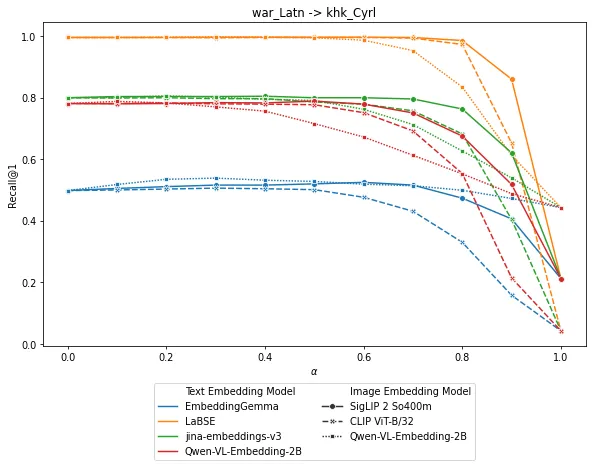 war_Latn -> khk_Cyrl
1.0
0.8
0.6
0.4
0.2
0.0
Recall@1
0.0 0.2 0.4 0.6 0.8 1.0
α
Text Embedding Model
EmbeddingGemma
LaBSE
jina-embeddings-v3
Qwen-VL-Embedding-2B
Image Embedding Model
SigLIP 2 So400m
CLIP ViT-B/32
Qwen-VL-Embedding-2B